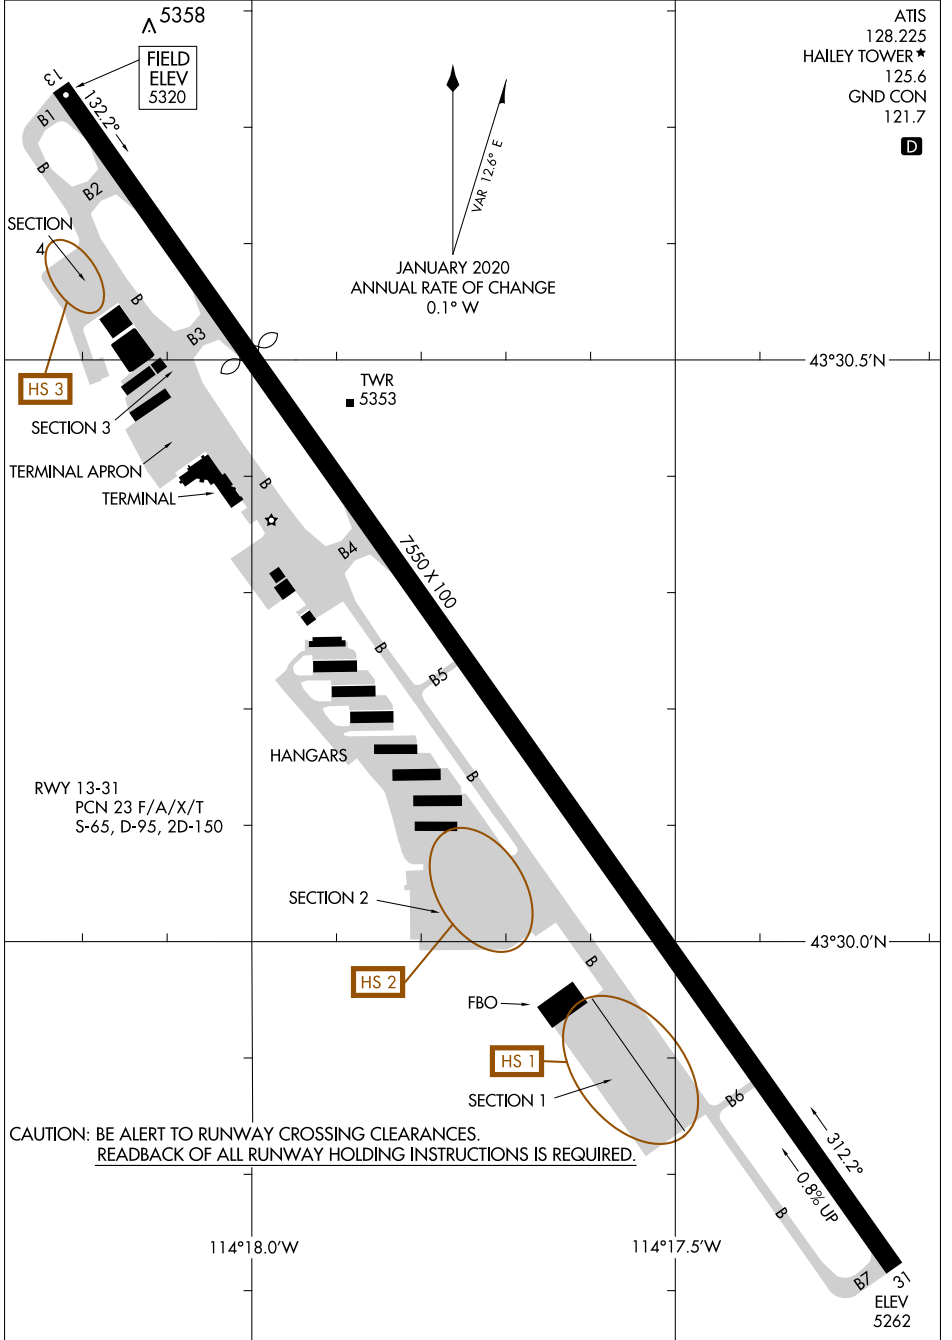 5358
FIELD
ELEV
5320
ATIS
128.225
HAILEY TOWER★
125.6
GND CON
121.7
D
13
132.2°
B1
B
B2
VAR 12.6° E
SECTION
4
JANUARY 2020
ANNUAL RATE OF CHANGE
0.1° W
B
B3
43°30.5'N
HS 3
TWR
5353
SECTION 3
TERMINAL APRON
TERMINAL
B
B4
7550 X 100
B
B5
HANGARS
B
RWY 13-31
PCN 23 F/A/X/T
S-65, D-95, 2D-150
SECTION 2
43°30.0'N
B
HS 2
FBO
HS 1
SECTION 1
B6
CAUTION: BE ALERT TO RUNWAY CROSSING CLEARANCES.
READBACK OF ALL RUNWAY HOLDING INSTRUCTIONS IS REQUIRED.
312.2°
0.8% UP
B
114°18.0'W
114°17.5'W
B7
31
ELEV
5262